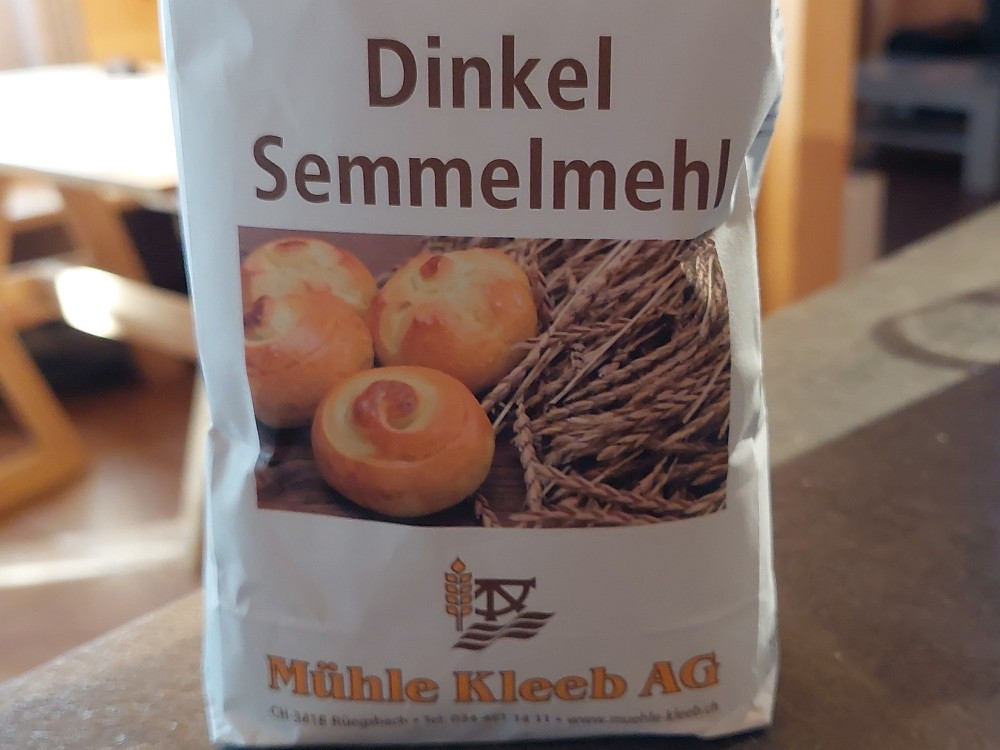 Dinkel
Semmelmehl
Mühle Kleeb AG
CH-3418 Rüegsbach • Tel. 034 461 14 11 • www.muehle-kleeb.ch